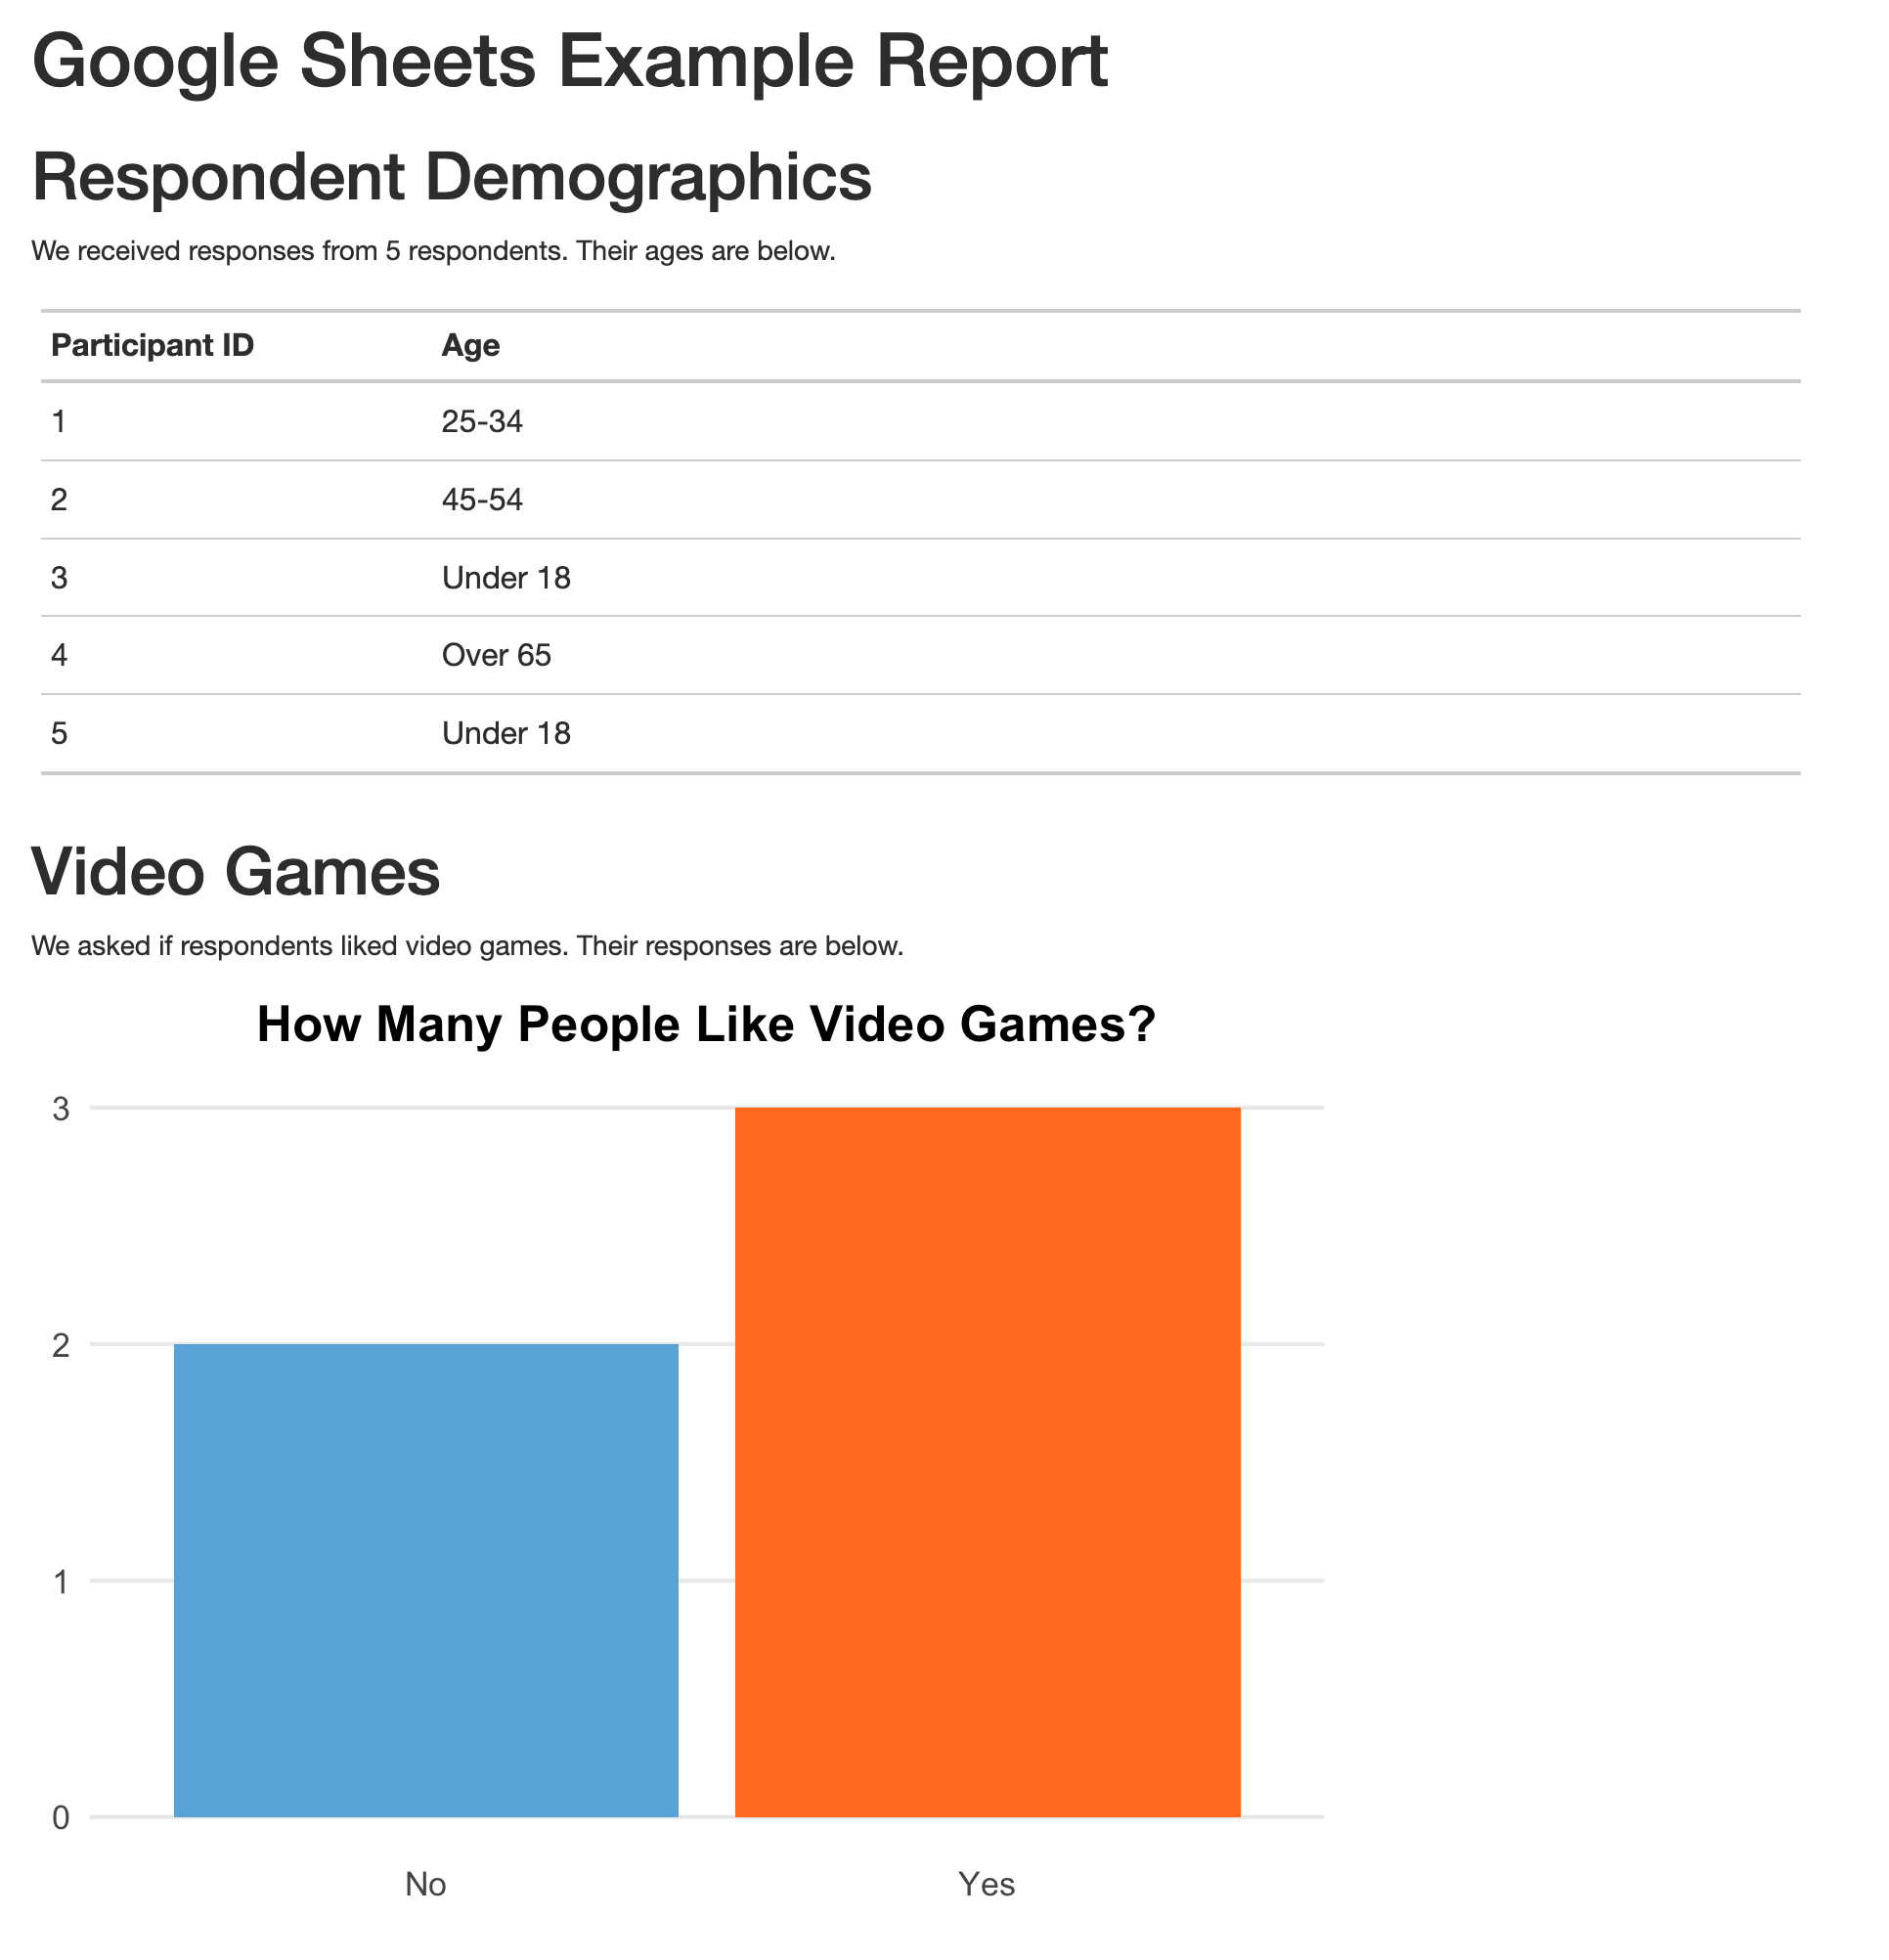 Google Sheets Example Report
Respondent Demographics
We received responses from 5 respondents. Their ages are below.
Participant ID Age
1 25-34
2 45-54
3 Under 18
4 Over 65
5 Under 18
Video Games
We asked if respondents liked video games. Their responses are below.
How Many People Like Video Games?
3
2
1
0
No Yes